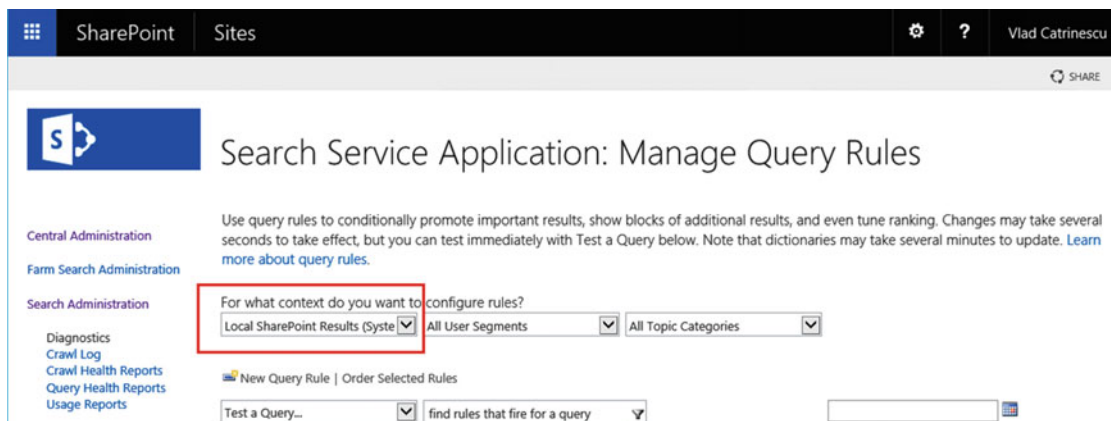 SharePoint Sites ? Vlad Catrinescu
SHARE
S
Search Service Application: Manage Query Rules
Use query rules to conditionally promote important results, show blocks of additional results, and even tune ranking. Changes may take several
seconds to take effect, but you can test immediately with Test a Query below. Note that dictionaries may take several minutes to update. Learn
more about query rules.
Central Administration
Farm Search Administration
Search Administration
Diagnostics
Crawl Log
Crawl Health Reports
Query Health Reports
Usage Reports
For what context do you want to configure rules?
Local SharePoint Results (Syste All User Segments All Topic Categories
New Query Rule | Order Selected Rules
Test a Query... find rules that fire for a query